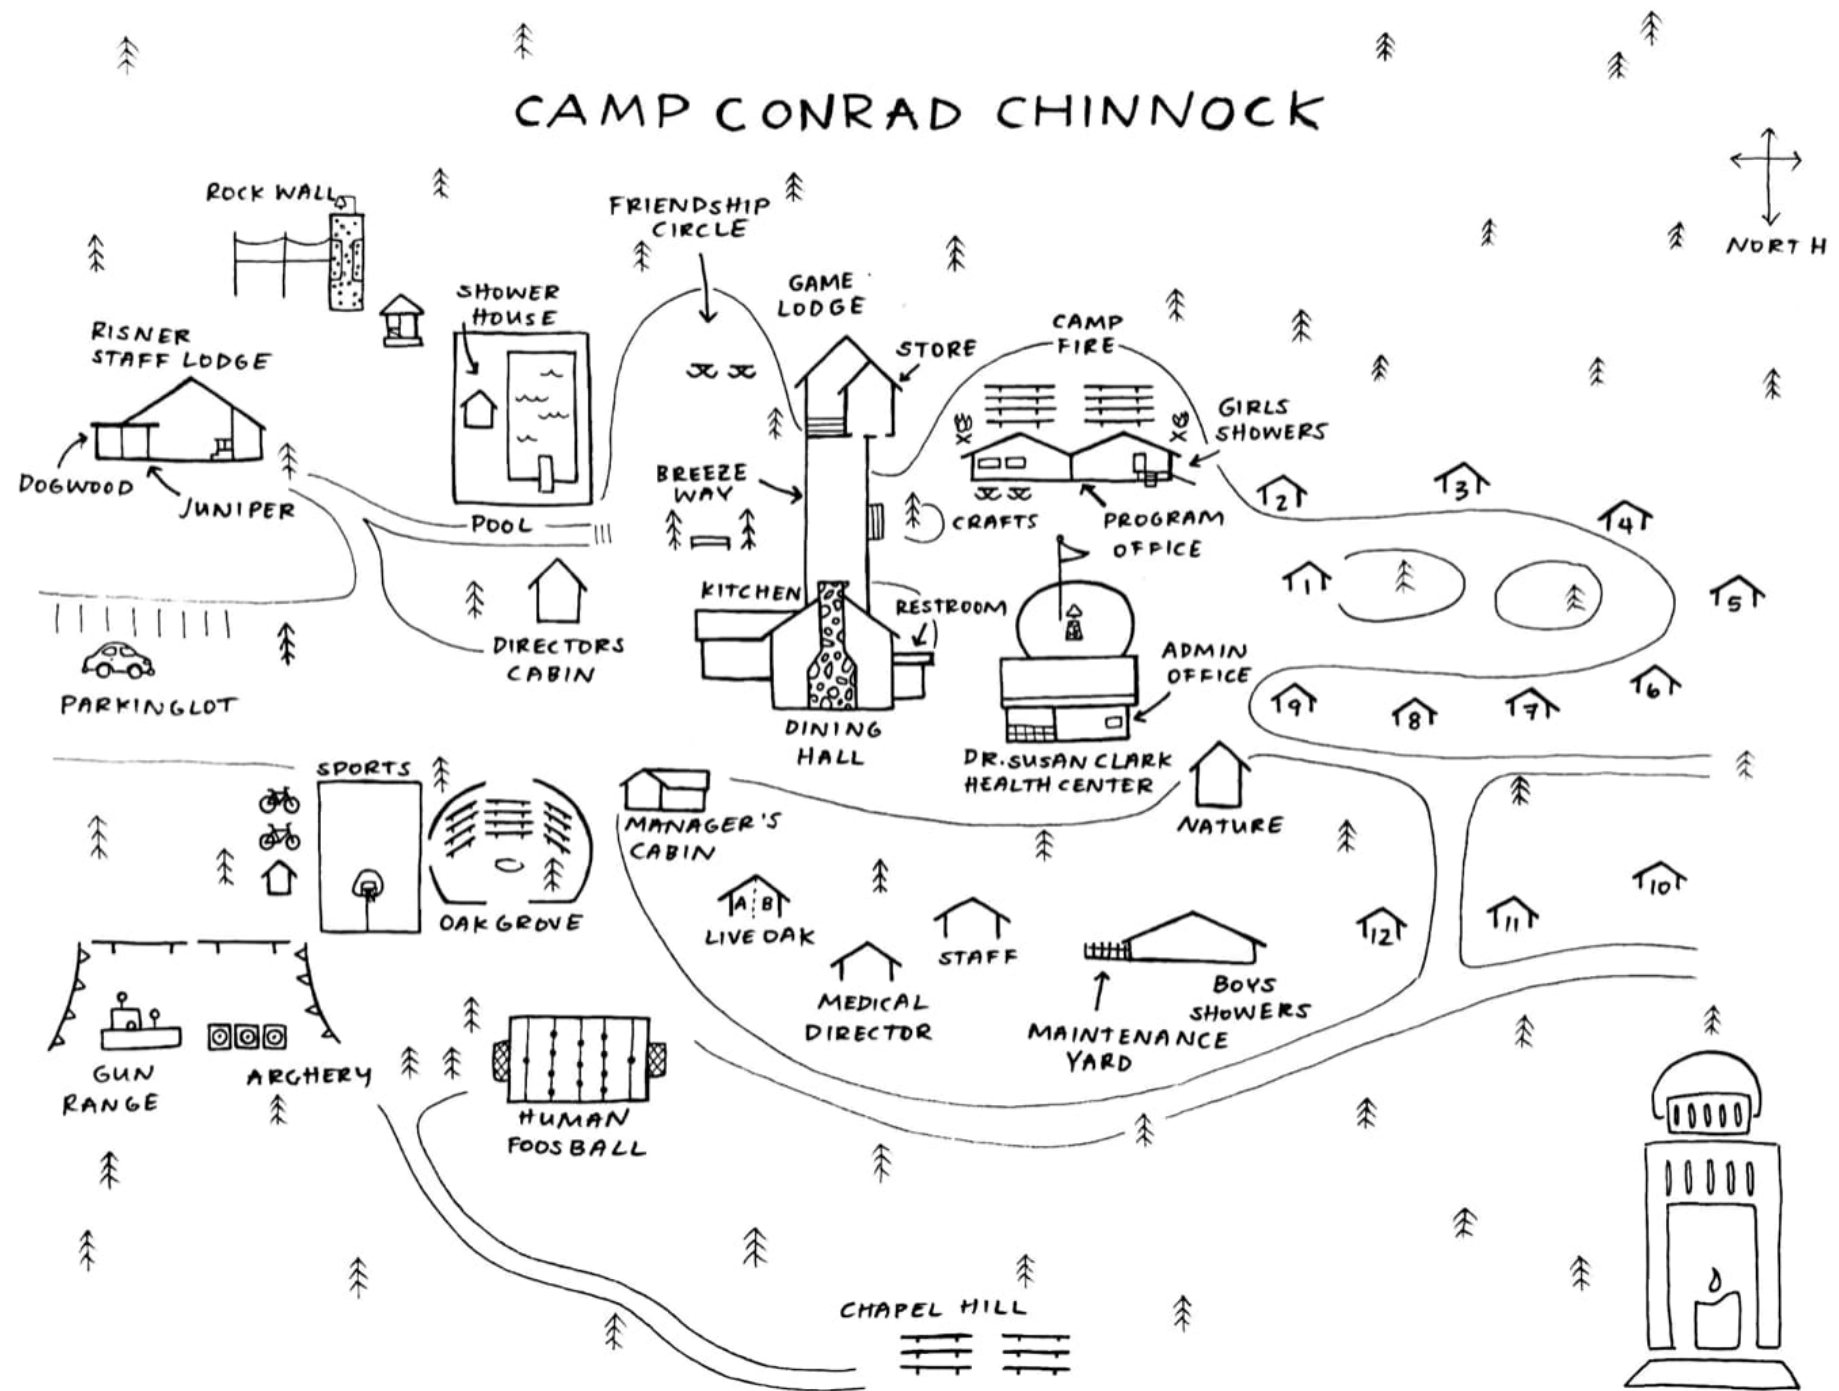 CAMP CONRAD CHINNOCK
NORTH
ROCK WALL
FRIENDSHIP
CIRCLE
SHOWER
HOUSE
GAME
LODGE
STORE
CAMP
FIRE
GIRLS
SHOWERS
RISNER
STAFF LODGE
DOGWOOD
JUNIPER
POOL
BREEZE
WAY
CRAFTS
PROGRAM
OFFICE
2
3
4
1
5
6
9
8
7
KITCHEN
RESTROOM
DIRECTORS
CABIN
ADMIN
OFFICE
PARKINGLOT
DINING
HALL
DR. SUSAN CLARK
HEALTH CENTER
NATURE
SPORTS
MANAGER'S
CABIN
OAK GROVE
A B
LIVE OAK
STAFF
MEDICAL
DIRECTOR
12
11
10
BOYS
SHOWERS
MAINTENANCE
YARD
GUN
RANGE
ARCHERY
HUMAN
FOOSBALL
CHAPEL HILL